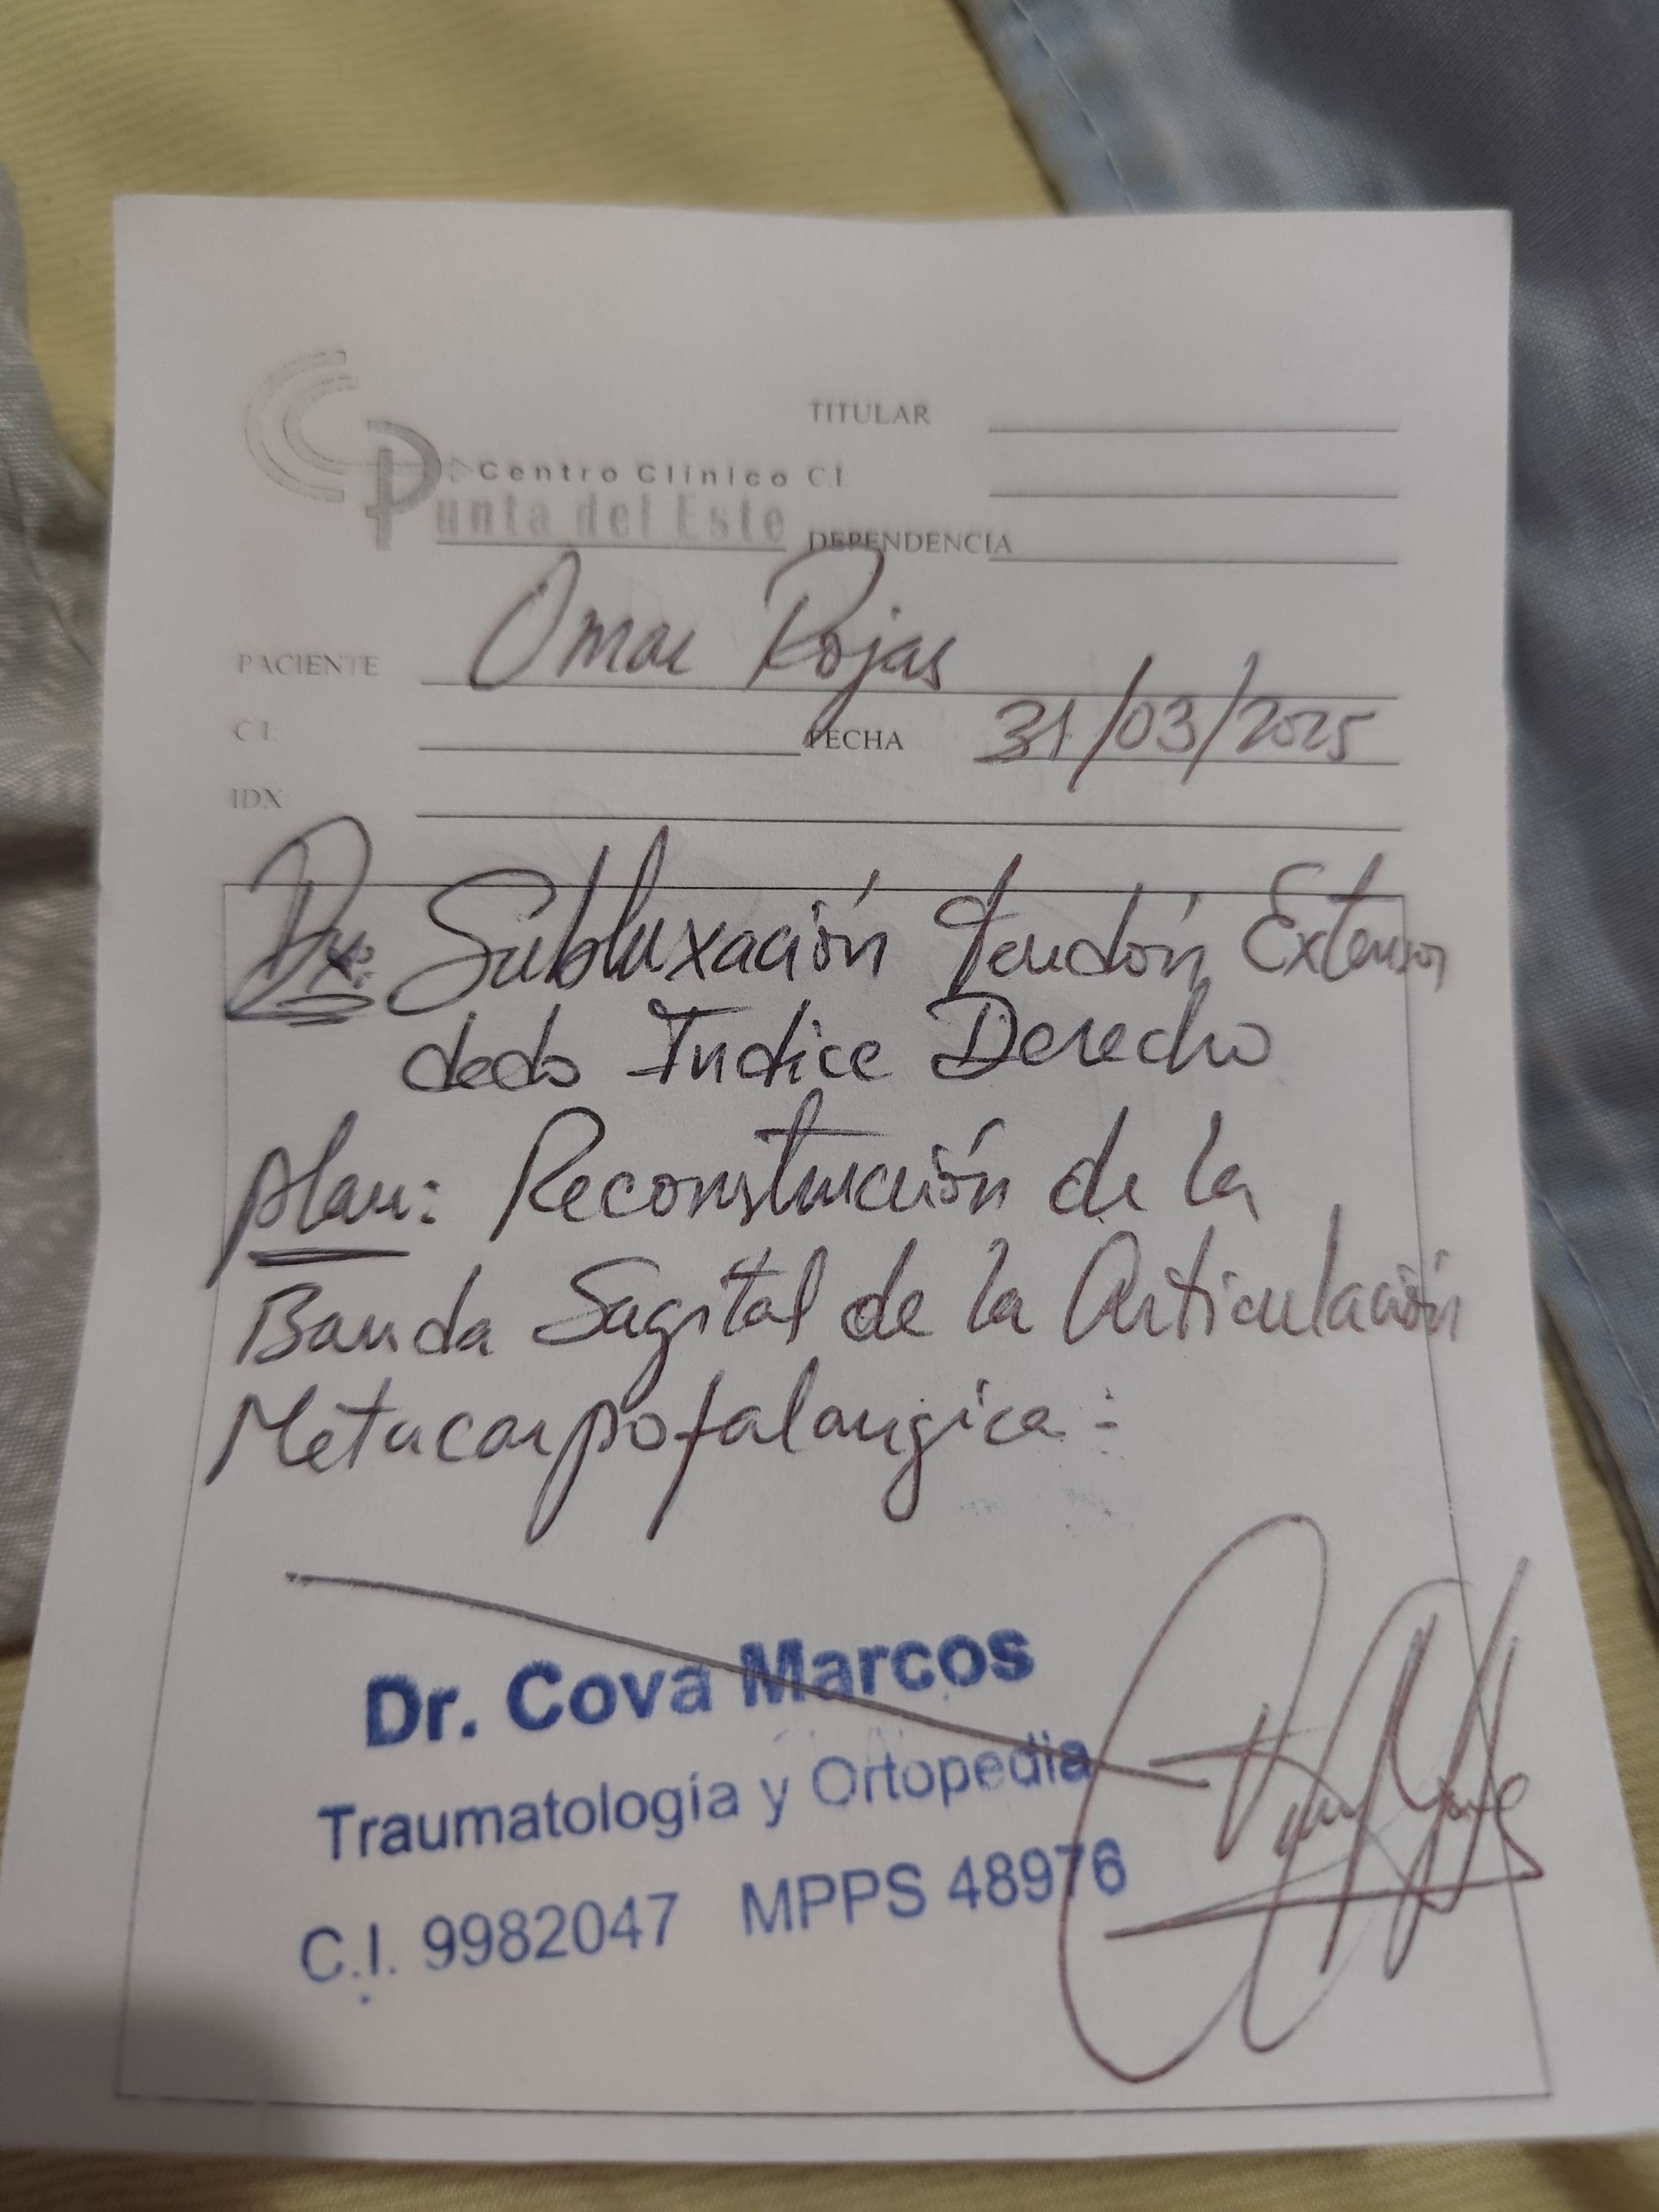 TITULAR
Centro Clínico C.I.
Punta del Este DEPENDENCIA
PACIENTE Omar Rojas
C.I. FECHA 31/03/2025
IDX
Dx: Subluxación tendón Extensor
dedo Indice Derecho
plan: Reconstrucción de la
Banda Sagital de la Articulación
Metacarpofalangica:
Dr. Cova Marcos
Traumatología y Ortopedia
C.I. 9982047 MPPS 48976